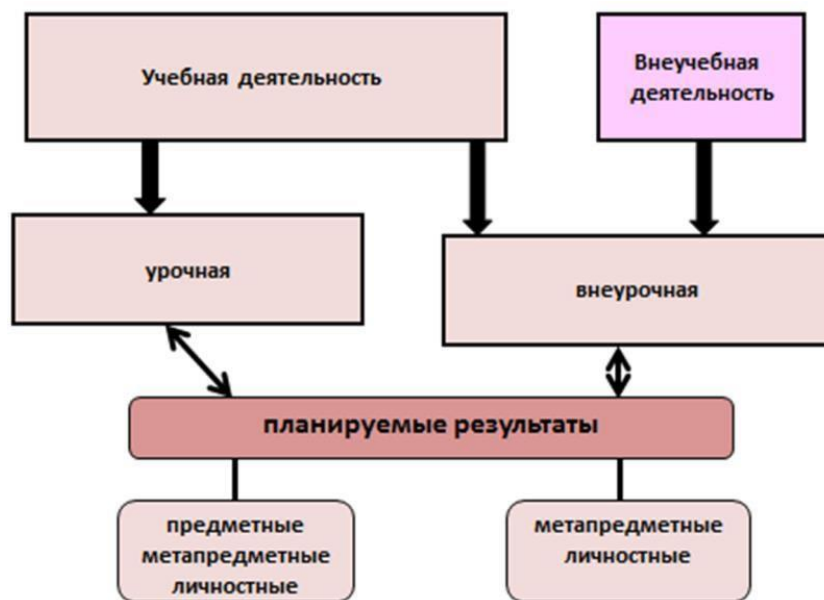 Учебная деятельность
Внеучебная
деятельность
урочная
внеурочная
планируемые результаты
предметные
метапредметные
личностные
метапредметные
личностные